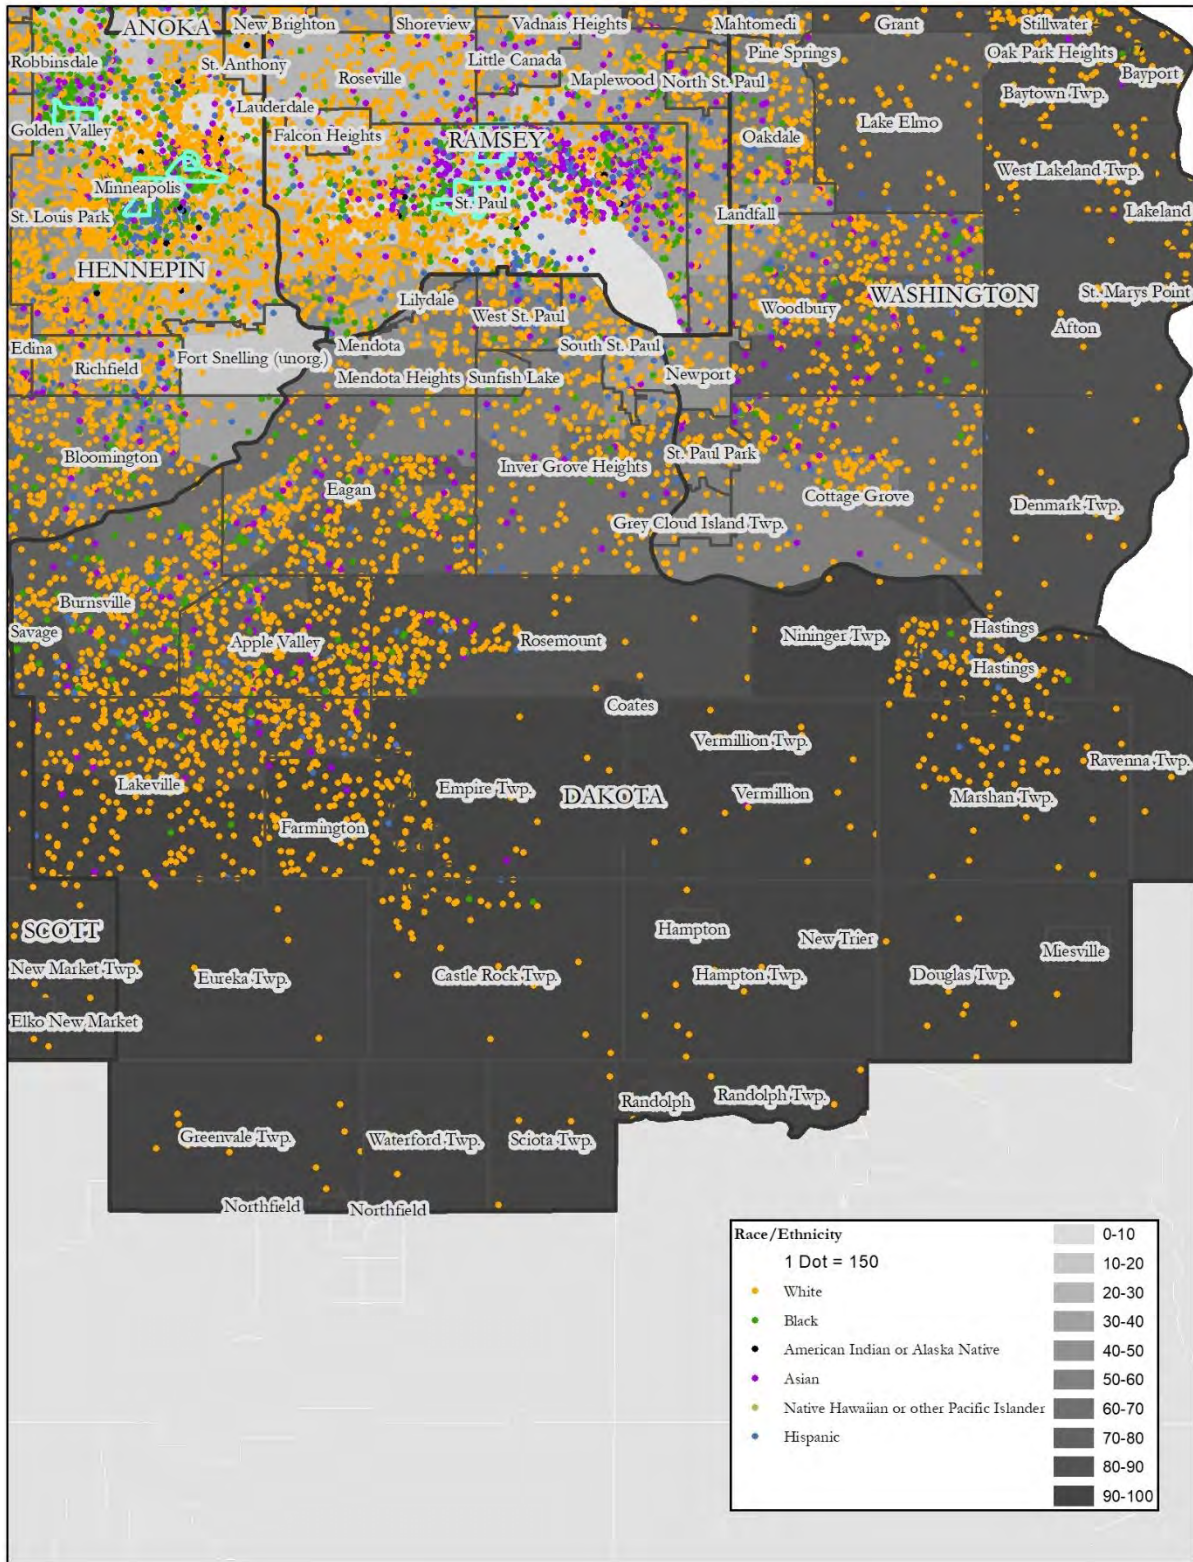 ANOKA
New Brighton
Shoreview
Vadnais Heights
Mahtomedi
Grant
Stillwater
Robbinsdale
St. Anthony
Roseville
Little Canada
Maplewood
North St. Paul
Pine Springs
Oak Park Heights
Bayport
Baytown Twp.
Golden Valley
Lauderdale
Falcon Heights
RAMSEY
Oakdale
Lake Elmo
Minneapolis
St. Paul
West Lakeland Twp.
St. Louis Park
Landfall
Lakeland
HENNEPIN
Lilydale
West St. Paul
Woodbury
WASHINGTON
St. Marys Point
Afton
Edina
Richfield
Fort Snelling (unorg.)
Mendota
South St. Paul
Mendota Heights
Sunfish Lake
Newport
Bloomington
Eagan
Inver Grove Heights
St. Paul Park
Cottage Grove
Denmark Twp.
Grey Cloud Island Twp.
Burnsville
Savage
Apple Valley
Rosemount
Nininger Twp.
Hastings
Hastings
Coates
Vermillion Twp.
Ravenna Twp.
Lakeville
Empire Twp.
DAKOTA
Vermillion
Marshan Twp.
Farmington
SCOTT
Hampton
New Trier
Miesville
New Market Twp.
Eureka Twp.
Castle Rock Twp.
Hampton Twp.
Douglas Twp.
Elko New Market
Randolph
Randolph Twp.
Greenvale Twp.
Waterford Twp.
Sciota Twp.
Northfield
Northfield
Race/Ethnicity
1 Dot = 150
White
Black
American Indian or Alaska Native
Asian
Native Hawaiian or other Pacific Islander
Hispanic
0-10
10-20
20-30
30-40
40-50
50-60
60-70
70-80
80-90
90-100